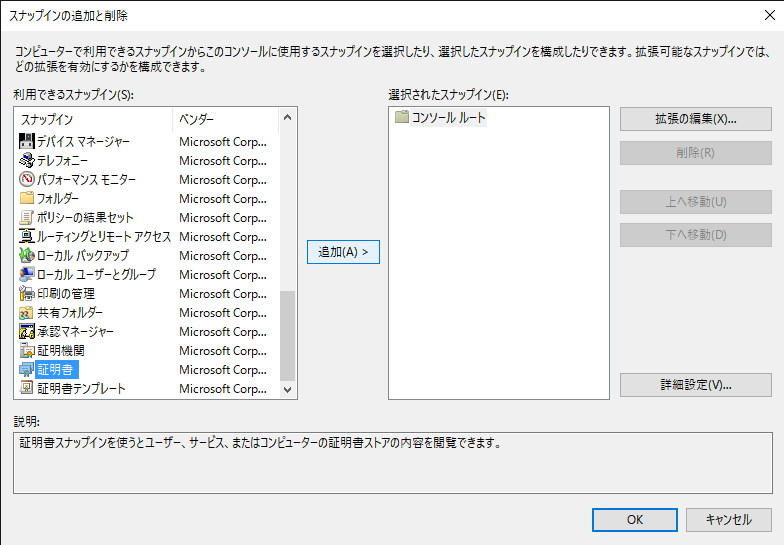 スナップインの追加と削除
コンピューターで利用できるスナップインからこのコンソールに使用するスナップインを選択したり、選択したスナップインを構成したりできます。拡張可能なスナップインでは、
どの拡張を有効にするかを構成できます。
利用できるスナップイン(S):
スナップイン ベンダー
デバイス マネージャー Microsoft Corp...
テレフォニー Microsoft Corp...
パフォーマンス モニター Microsoft Corp...
フォルダー Microsoft Corp...
ポリシーの結果セット Microsoft Corp...
ルーティングとリモート アクセス Microsoft Corp...
ローカル バックアップ Microsoft Corp...
ローカル ユーザーとグループ Microsoft Corp...
印刷の管理 Microsoft Corp...
共有フォルダー Microsoft Corp...
承認マネージャー Microsoft Corp...
証明機関 Microsoft Corp...
証明書 Microsoft Corp...
証明書テンプレート Microsoft Corp...
追加(A) >
選択されたスナップイン(E):
コンソール ルート
拡張の編集(X)...
削除(R)
上へ移動(U)
下へ移動(D)
詳細設定(V)...
説明:
証明書スナップインを使うとユーザー、サービス、またはコンピューターの証明書ストアの内容を閲覧できます。
OK
キャンセル